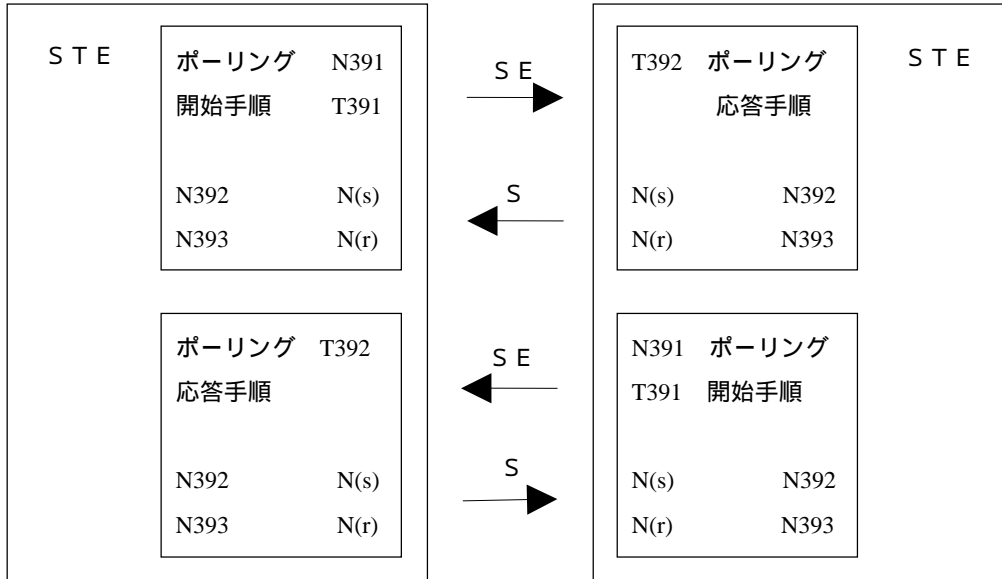 ＳＴＥ
ポーリング N391
開始手順 T391
N392 N(s)
N393 N(r)
ＳＥ
Ｓ
T392 ポーリング
応答手順
N(s) N392
N(r) N393
ＳＴＥ
ポーリング T392
応答手順
N392 N(s)
N393 N(r)
ＳＥ
Ｓ
N391 ポーリング
T391 開始手順
N(s) N392
N(r) N393